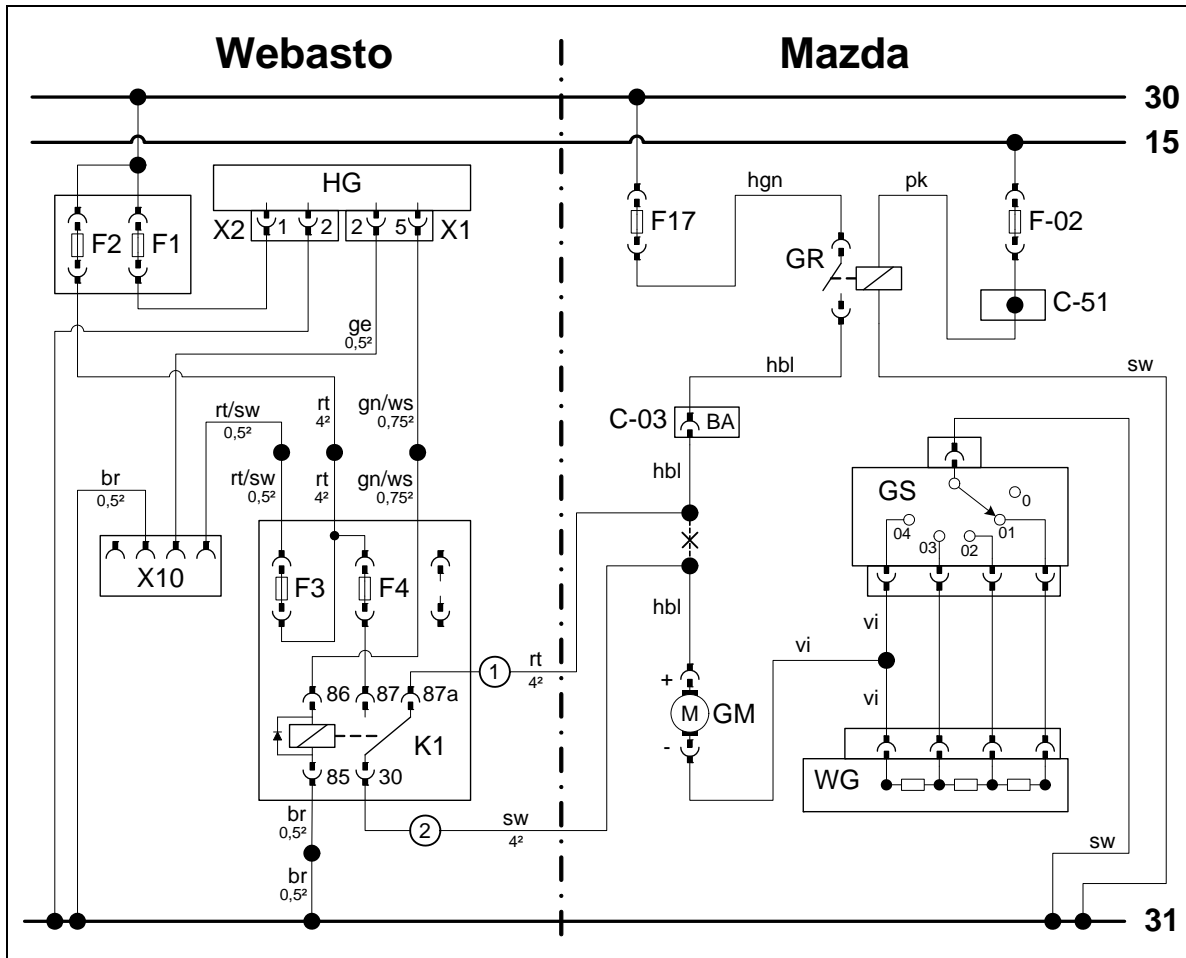 Webasto
Mazda
30
15
HG
X2 1 2 2 5 X1
F2 F1
ge
0,5²
rt/sw
0,5²
rt
4²
gn/ws
0,75²
rt/sw
0,5²
rt
4²
gn/ws
0,75²
br
0,5²
X10
F3 F4
86 87 87a
K1
85 30
br
0,5²
br
0,5²
1
rt
4²
2
sw
4²
hgn
pk
F17
F-02
GR
C-51
hbl
sw
C-03 BA
hbl
GS
0
04 03 02 01
hbl
vi
vi
vi
+
M GM
-
WG
sw
31